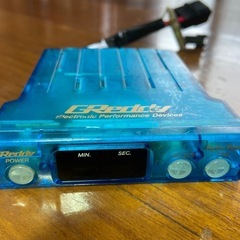 GReddy
Electronic Performance Devices
GReddy
POWER
MIN. SEC.